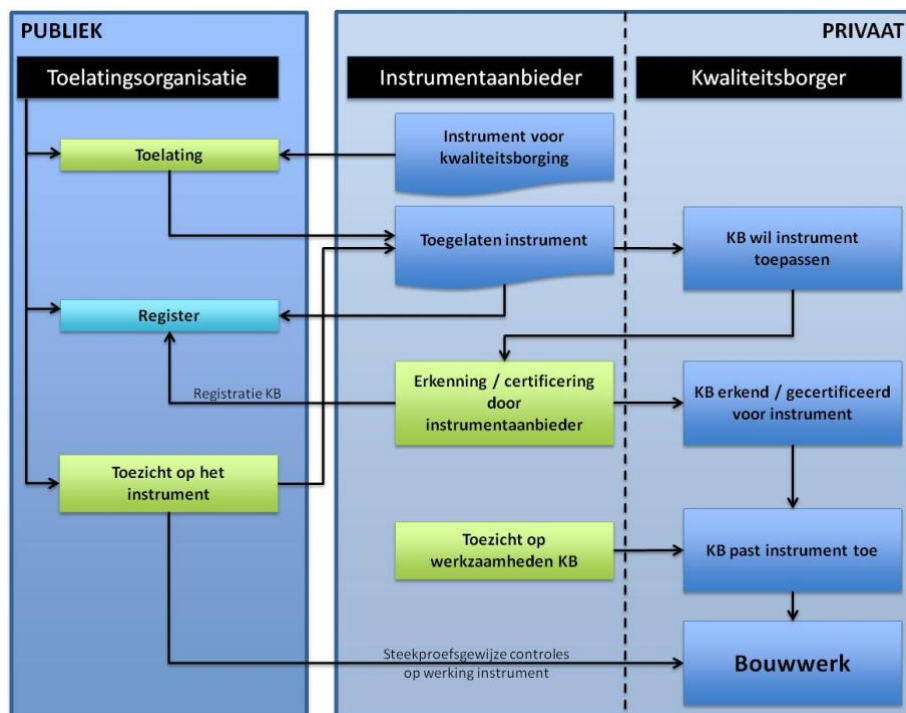 PUBLIEK
PRIVAAT
Toelatingsorganisatie
Instrumentaanbieder
Kwaliteitsborger
Toelating
Instrument voor
kwaliteitsborging
Toegelaten instrument
KB wil instrument
toepassen
Register
Registratie KB
Erkenning / certificering
door
instrumentaanbieder
KB erkend / gecertificeerd
voor instrument
Toezicht op het
instrument
Toezicht op
werkzaamheden KB
KB past instrument toe
Steekproefsgewijze controles
op werking instrument
Bouwwerk